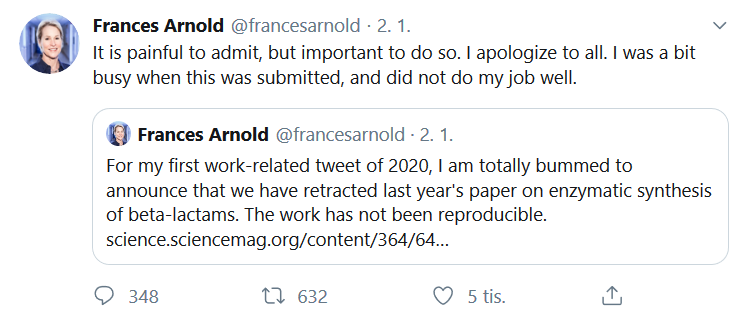 Frances Arnold @francesarnold · 2. 1.
It is painful to admit, but important to do so. I apologize to all. I was a bit
busy when this was submitted, and did not do my job well.
Frances Arnold @francesarnold · 2. 1.
For my first work-related tweet of 2020, I am totally bummed to
announce that we have retracted last year's paper on enzymatic synthesis
of beta-lactams. The work has not been reproducible.
science.sciencemag.org/content/364/64...
348 632 5 tis.